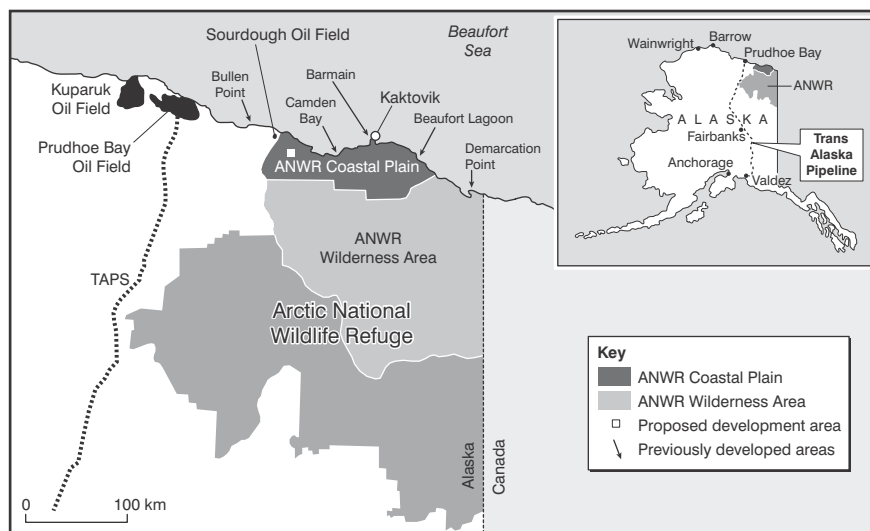 Sourdough Oil Field
Beaufort
Sea
Kuparuk
Oil Field
Bullen
Point
Barmain
Camden
Bay
Kaktovik
Beaufort Lagoon
Prudhoe Bay
Oil Field
Demarcation
Point
ANWR Coastal Plain
ANWR
Wilderness Area
TAPS
Arctic National
Wildlife Refuge
Alaska
Canada
0 100 km
Barrow
Wainwright
Prudhoe Bay
ANWR
ALASKA
Fairbanks
Trans
Alaska
Pipeline
Anchorage
Valdez
Key
ANWR Coastal Plain
ANWR Wilderness Area
Proposed development area
Previously developed areas